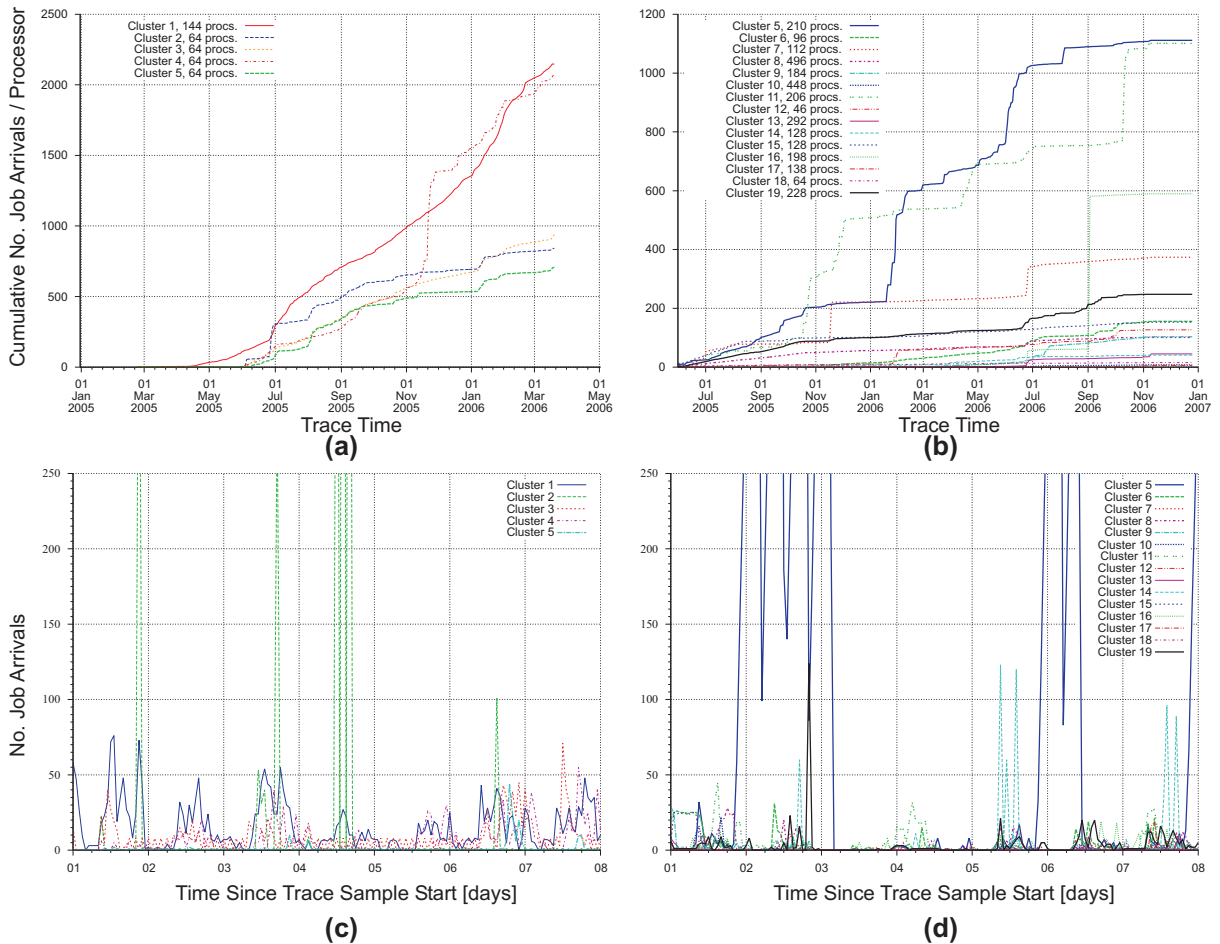 Cumulative No. Job Arrivals / Processor
2500
2000
1500
1000
500
0
Cluster 1, 144 procs.
Cluster 2, 64 procs.
Cluster 3, 64 procs.
Cluster 4, 64 procs.
Cluster 5, 64 procs.
01 Jan 2005
01 Mar 2005
01 May 2005
01 Jul 2005
01 Sep 2005
01 Nov 2005
01 Jan 2006
01 Mar 2006
01 May 2006
Trace Time
(a)
1200
1000
800
600
400
200
0
Cluster 5, 210 procs.
Cluster 6, 96 procs.
Cluster 7, 112 procs.
Cluster 8, 496 procs.
Cluster 9, 184 procs.
Cluster 10, 448 procs.
Cluster 11, 206 procs.
Cluster 12, 46 procs.
Cluster 13, 292 procs.
Cluster 14, 128 procs.
Cluster 15, 128 procs.
Cluster 16, 198 procs.
Cluster 17, 138 procs.
Cluster 18, 64 procs.
Cluster 19, 228 procs.
01 Jul 2005
01 Sep 2005
01 Nov 2005
01 Jan 2006
01 Mar 2006
01 May 2006
01 Jul 2006
01 Sep 2006
01 Nov 2006
01 Jan 2007
Trace Time
(b)
No. Job Arrivals
250
200
150
100
50
0
Cluster 1
Cluster 2
Cluster 3
Cluster 4
Cluster 5
01 02 03 04 05 06 07 08
Time Since Trace Sample Start [days]
(c)
250
200
150
100
50
0
Cluster 5
Cluster 6
Cluster 7
Cluster 8
Cluster 9
Cluster 10
Cluster 11
Cluster 12
Cluster 13
Cluster 14
Cluster 15
Cluster 16
Cluster 17
Cluster 18
Cluster 19
01 02 03 04 05 06 07 08
Time Since Trace Sample Start [days]
(d)